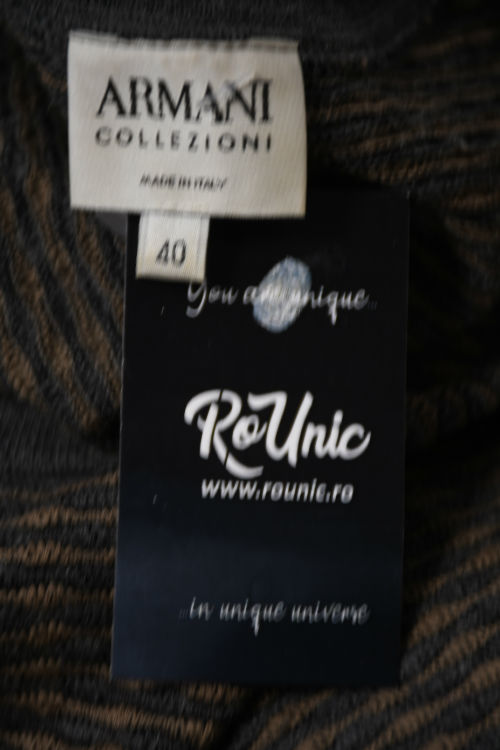 ARMANI
COLLEZIONI
MADE IN ITALY
40
You are unique...
RoUnic
www.rounic.ro
...in unique universe